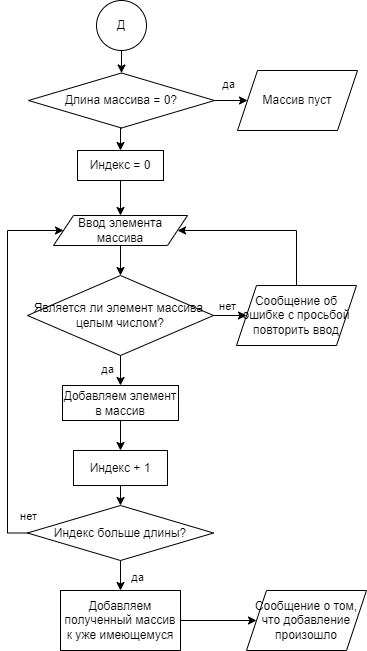 Д
Длина массива = 0?
да
Массив пуст
Индекс = 0
Ввод элемента
массива
Является ли элемент массива
целым числом?
нет
Сообщение об
ошибке с просьбой
повторить ввод
да
Добавляем элемент
в массив
Индекс + 1
Индекс больше длины?
нет
да
Добавляем
полученный массив
к уже имеющемуся
Сообщение о том,
что добавление
произошло